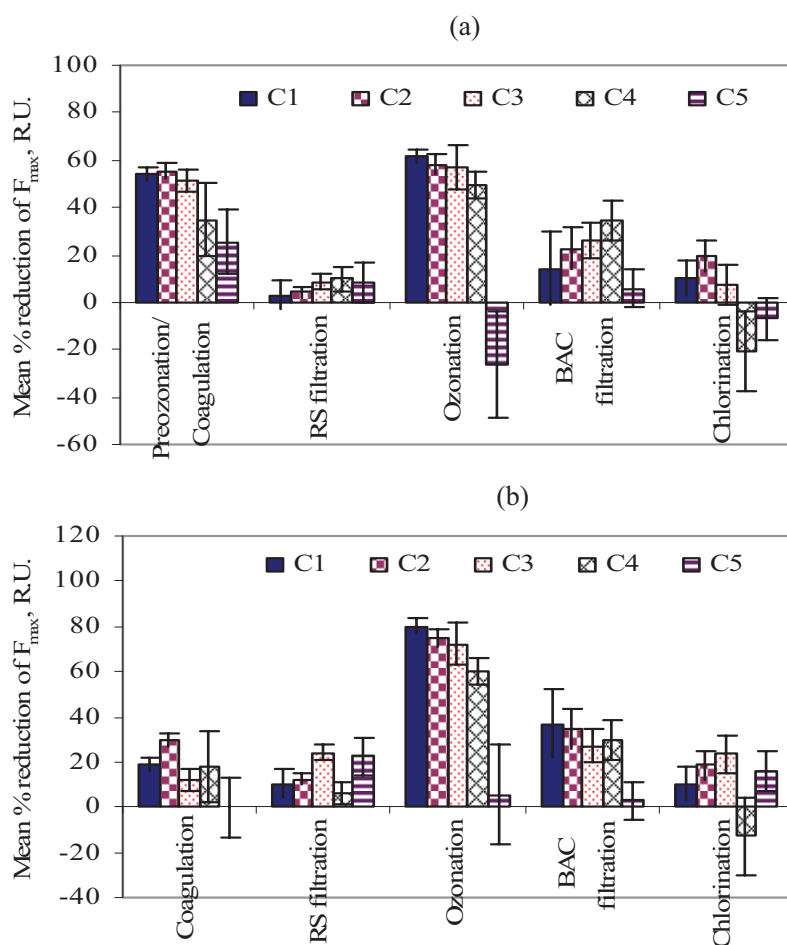 (a)
Mean % reduction of Fmax, R.U.
100
80
60
40
20
0
-20
-40
-60
C1 C2 C3 C4 C5
Preozonation/
Coagulation
RS filtration
Ozonation
BAC
filtration
Chlorination
(b)
Mean % reduction of Fmax, R.U.
120
100
80
60
40
20
0
-20
-40
C1 C2 C3 C4 C5
Coagulation
RS filtration
Ozonation
BAC
filtration
Chlorination